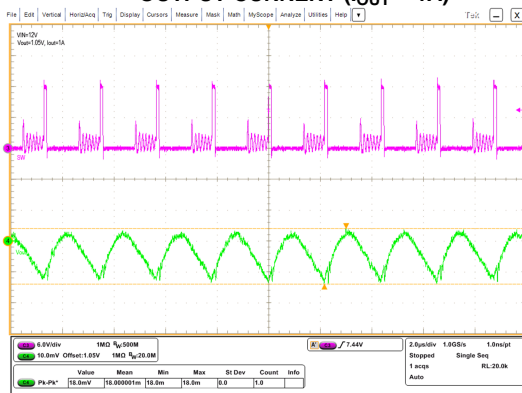 OUTPUT CURRENT (IOUT = 1A)
File Edit Vertical Horiz/Acq Trig Display Cursors Measure Mask Math MyScope Analyze Utilities Help Tek X
VIN=12V
Vout=1.05V, Iout=1A
SW
6.0V/div 1MΩ BW:500M
10.0mV Offset:1.05V 1MΩ BW:20.0M
A' 7.44V
2.0µs/div 1.0GS/s 1.0ns/pt
Stopped Single Seq
1 acqs RL:20.0k
Auto
Value Mean Min Max St Dev Count Info
Pk-Pk* 18.0mV 18.000001m 18.0m 18.0m 0.0 1.0